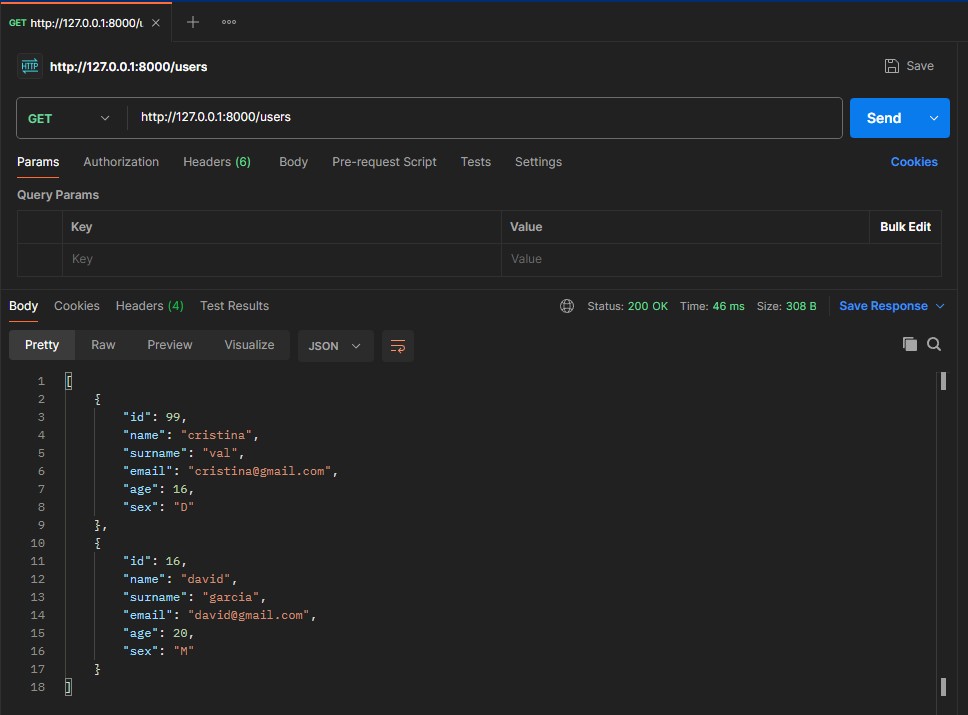 GET http://127.0.0.1:8000/u
HTTP http://127.0.0.1:8000/users Save
GET http://127.0.0.1:8000/users Send
Params Authorization Headers (6) Body Pre-request Script Tests Settings Cookies
Query Params
Key Value Bulk Edit
Key Value
Body Cookies Headers (4) Test Results Status: 200 OK Time: 46 ms Size: 308 B Save Response
Pretty Raw Preview Visualize JSON
1 [
2 {
3 "id": 99,
4 "name": "cristina",
5 "surname": "val",
6 "email": "cristina@gmail.com",
7 "age": 16,
8 "sex": "D"
9 },
10 {
11 "id": 16,
12 "name": "david",
13 "surname": "garcia",
14 "email": "david@gmail.com",
15 "age": 20,
16 "sex": "M"
17 }
18 ]